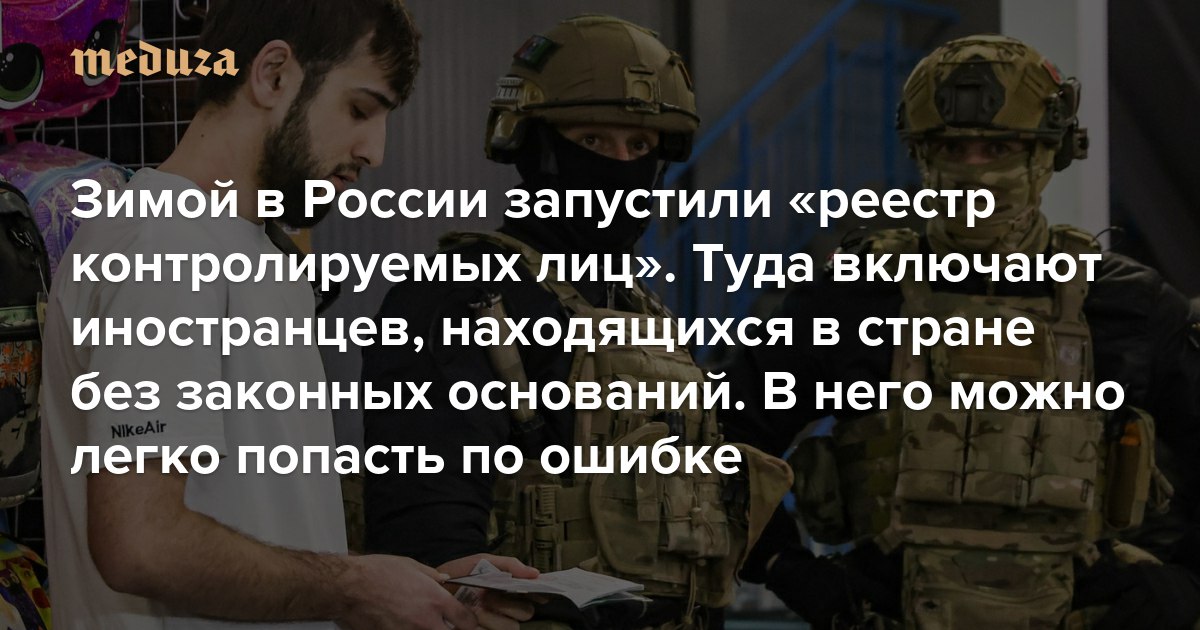 meduza
Зимой в России запустили «реестр
контролируемых лиц». Туда включают
иностранцев, находящихся в стране
без законных оснований. В него можно
легко попасть по ошибке
NIkeAir